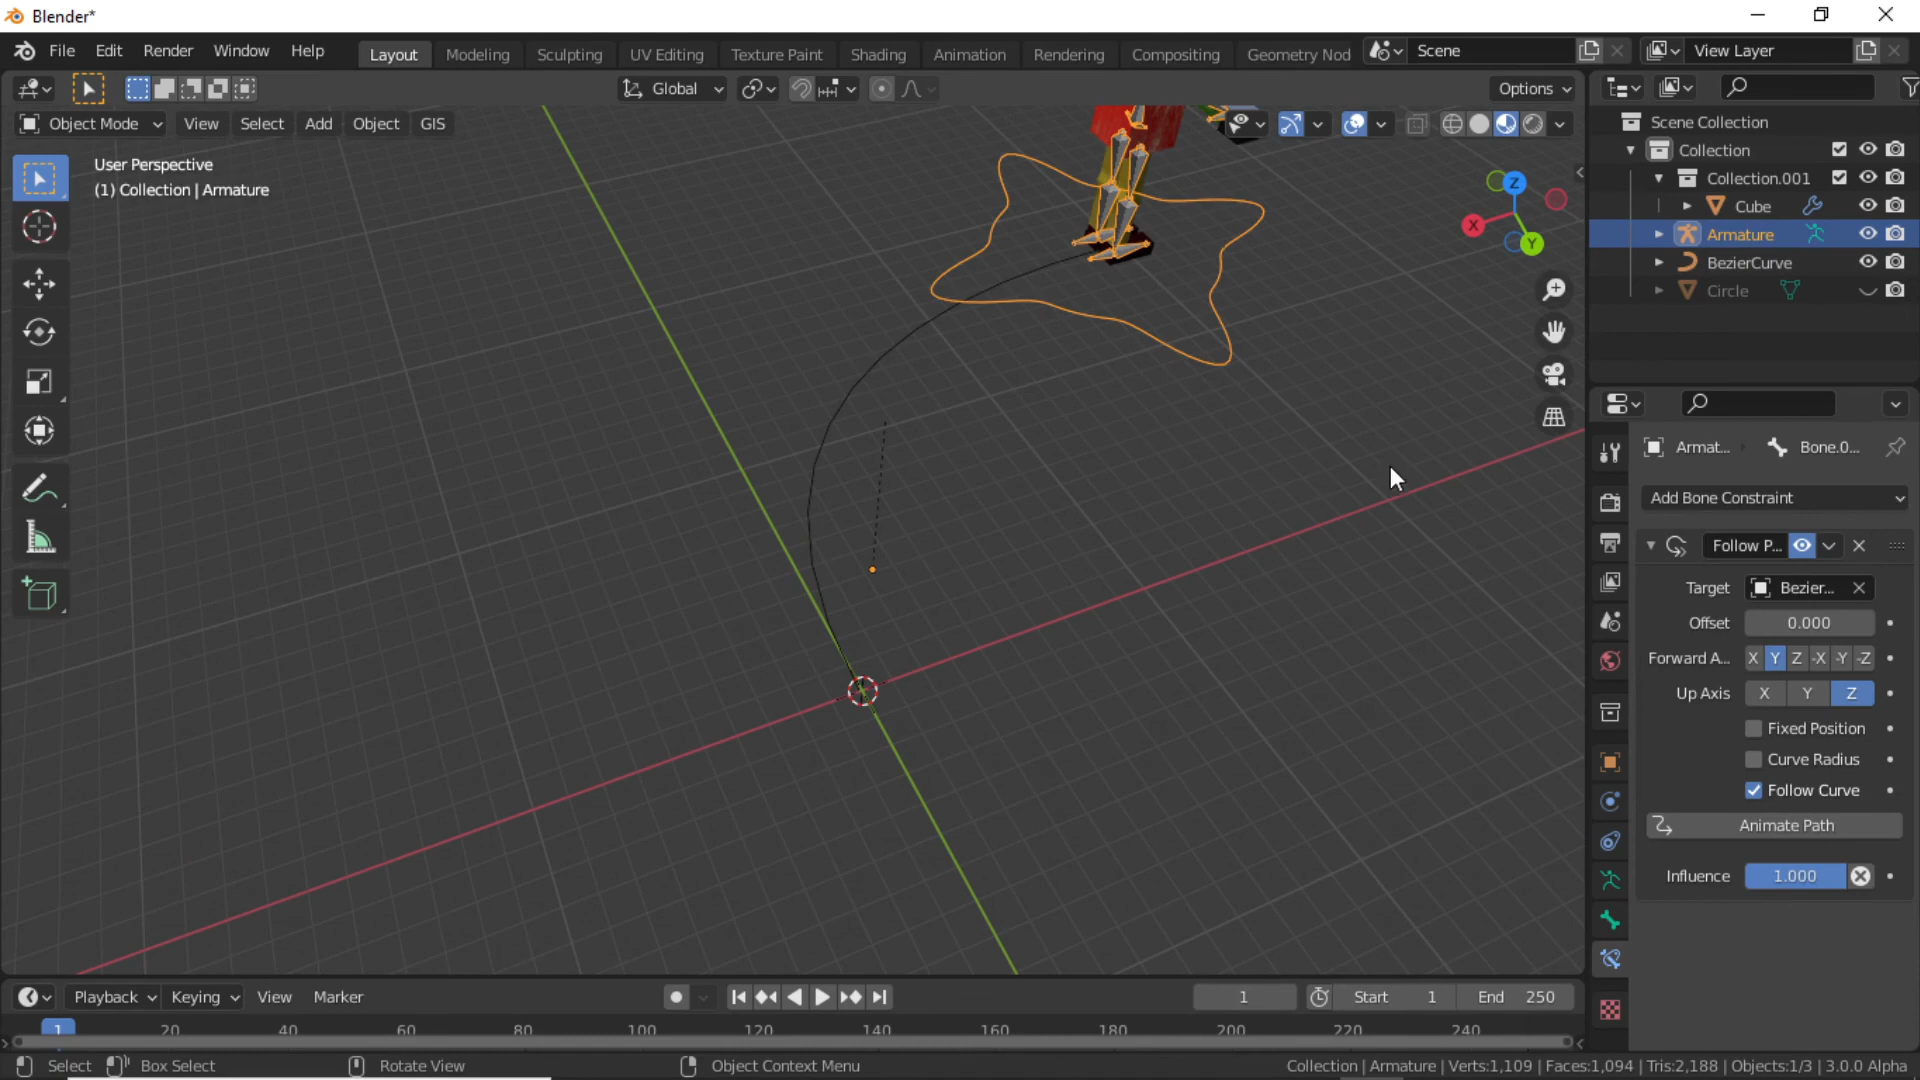 Blender*
File Edit Render Window Help Layout Modeling Sculpting UV Editing Texture Paint Shading Animation Rendering Compositing Geometry Nod Scene View Layer
Global Options
Object Mode View Select Add Object GIS
User Perspective
(1) Collection | Armature
X
Y
Z
Scene Collection
Collection
Collection.001
Cube
Armature
BezierCurve
Circle
Armat... Bone.0...
Add Bone Constraint
Follow P...
Target Bezier...
Offset 0.000
Forward A... X Y Z -X -Y -Z
Up Axis X Y Z
Fixed Position
Curve Radius
Follow Curve
Animate Path
Influence 1.000
Playback Keying View Marker 1 Start 1 End 250
1 20 40 60 80 100 120 140 160 180 200 220 240
Select Box Select Rotate View Object Context Menu Collection | Armature | Verts:1,109 | Faces:1,094 | Tris:2,188 | Objects:1/3 | 3.0.0 Alpha